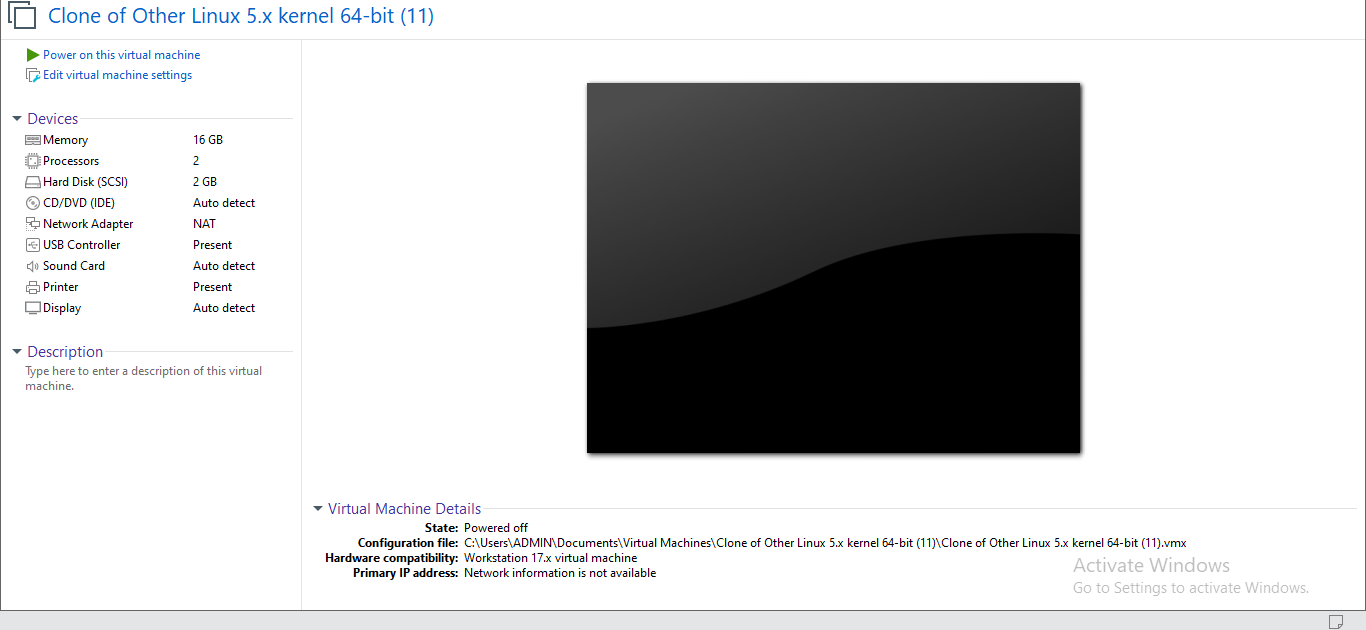 Clone of Other Linux 5.x kernel 64-bit (11)
Power on this virtual machine
Edit virtual machine settings
Devices
Memory 16 GB
Processors 2
Hard Disk (SCSI) 2 GB
CD/DVD (IDE) Auto detect
Network Adapter NAT
USB Controller Present
Sound Card Auto detect
Printer Present
Display Auto detect
Description
Type here to enter a description of this virtual
machine.
Virtual Machine Details
State: Powered off
Configuration file: C:\Users\ADMIN\Documents\Virtual Machines\Clone of Other Linux 5.x kernel 64-bit (11)\Clone of Other Linux 5.x kernel 64-bit (11).vmx
Hardware compatibility: Workstation 17.x virtual machine
Primary IP address: Network information is not available
Activate Windows
Go to Settings to activate Windows.